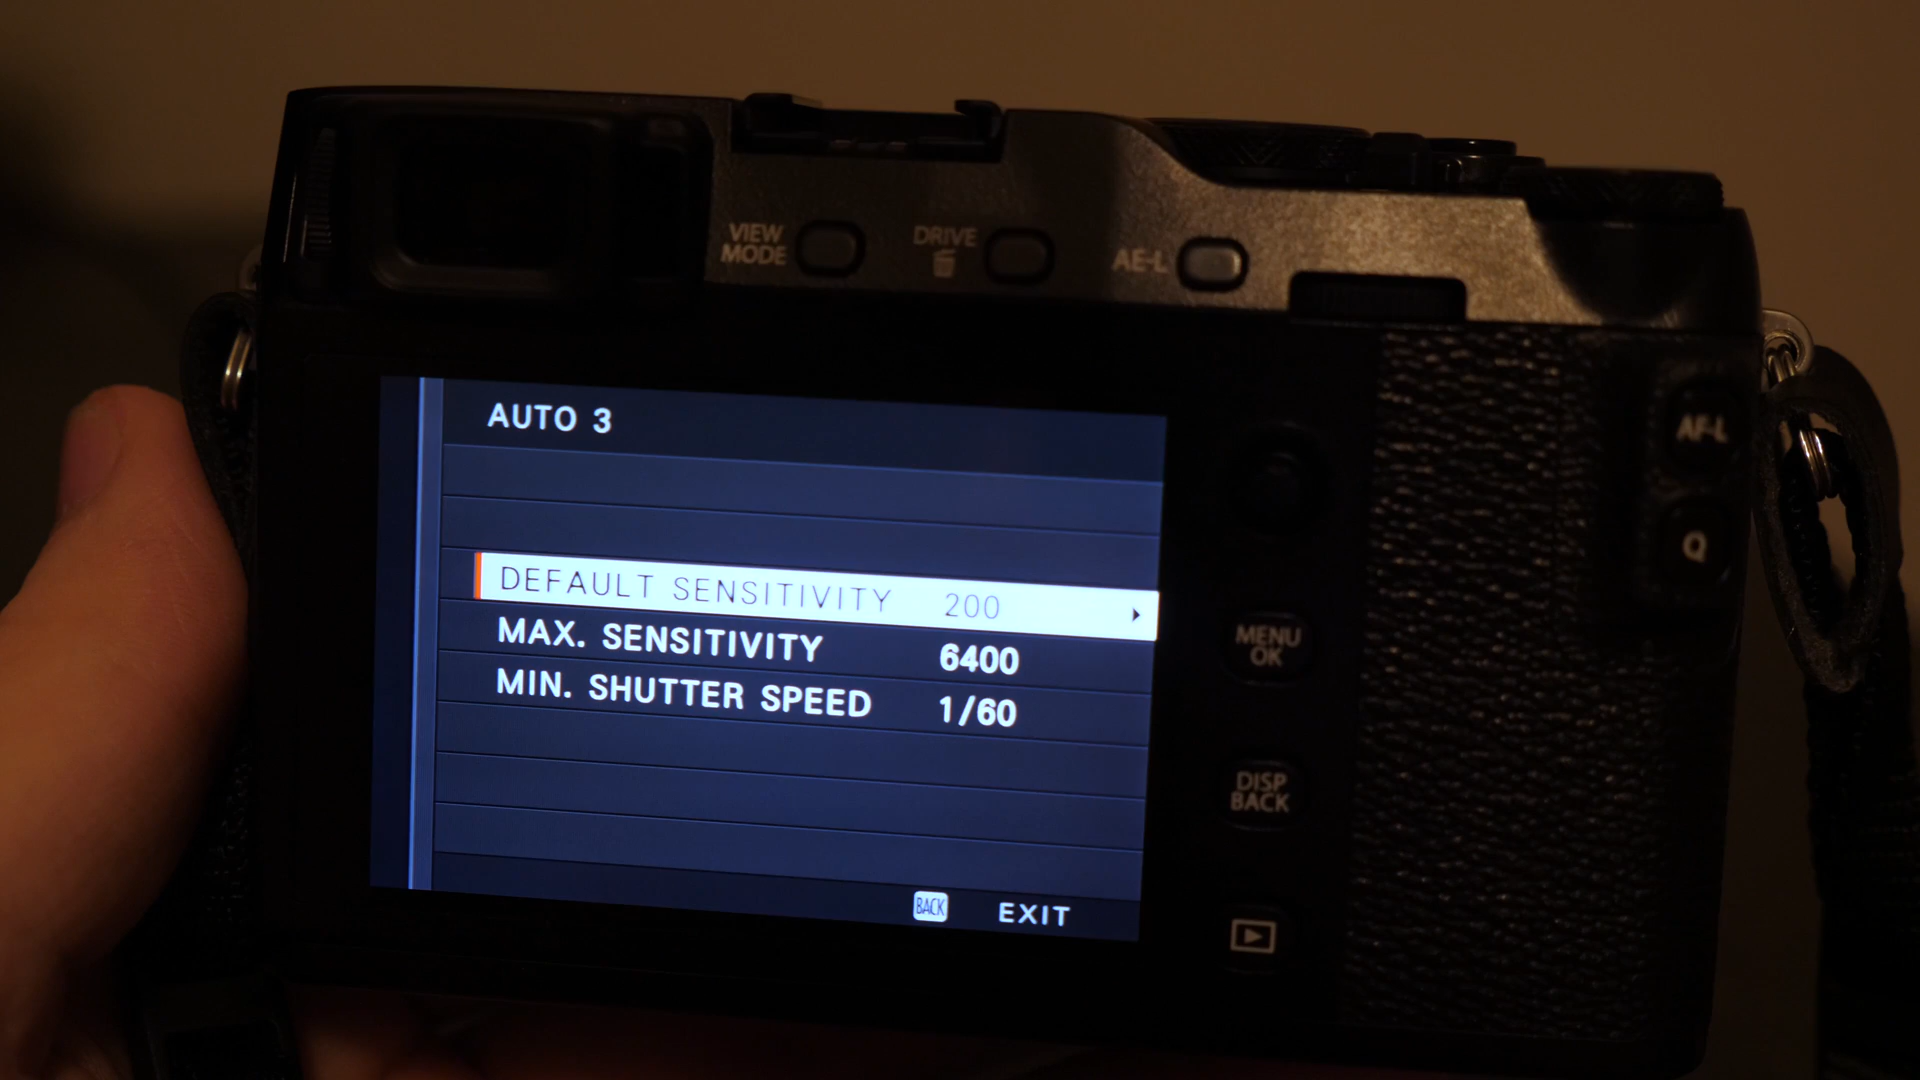 VIEW
MODE
DRIVE
AE-L
AUTO 3
DEFAULT SENSITIVITY 200
MAX. SENSITIVITY 6400
MIN. SHUTTER SPEED 1/60
BACK EXIT
AF-L
Q
MENU
OK
DISP
BACK